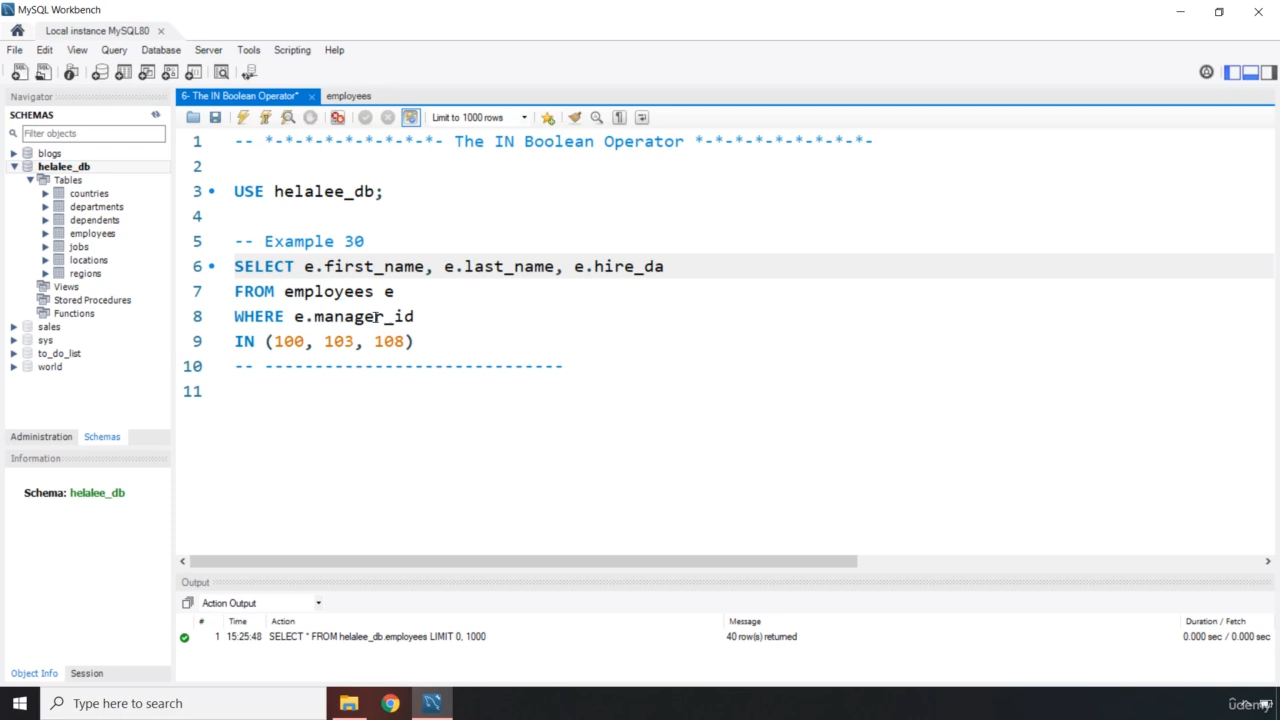 MySQL Workbench
Local instance MySQL80
File Edit View Query Database Server Tools Scripting Help
Navigator
SCHEMAS
Filter objects
blogs
helalee_db
Tables
countries
departments
dependents
employees
jobs
locations
regions
Views
Stored Procedures
Functions
sales
sys
to_do_list
world
Administration Schemas
Information
Schema: helalee_db
Object Info Session
6- The IN Boolean Operator* employees
Limit to 1000 rows
1 -- *-*-*-*-*-*-*-*-*- The IN Boolean Operator *-*-*-*-*-*-*-*-*-
2
3 USE helalee_db;
4
5 -- Example 30
6 SELECT e.first_name, e.last_name, e.hire_da
7 FROM employees e
8 WHERE e.manager_id
9 IN (100, 103, 108)
10 -- ------------------------------
11
Output
Action Output
# Time Action Message Duration / Fetch
1 15:25:48 SELECT * FROM helalee_db.employees LIMIT 0, 1000 40 row(s) returned 0.000 sec / 0.000 sec
Type here to search
udemy